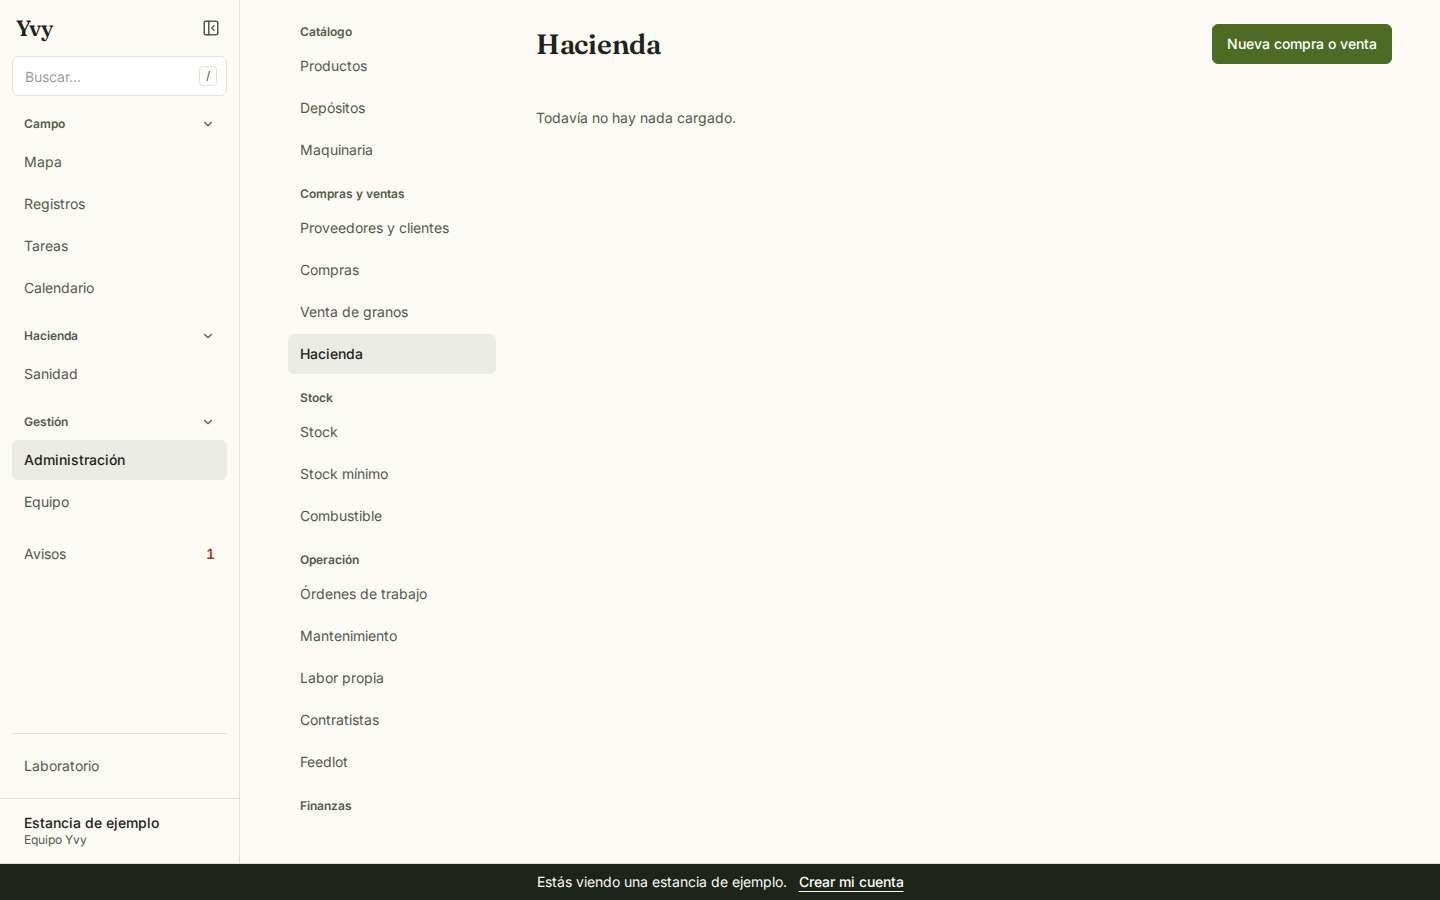 Yvy
Buscar...
/
Campo
Mapa
Registros
Tareas
Calendario
Hacienda
Sanidad
Gestión
Administración
Equipo
Avisos 1
Laboratorio
Estancia de ejemplo
Equipo Yvy
Catálogo
Productos
Depósitos
Maquinaria
Compras y ventas
Proveedores y clientes
Compras
Venta de granos
Hacienda
Stock
Stock
Stock mínimo
Combustible
Operación
Órdenes de trabajo
Mantenimiento
Labor propia
Contratistas
Feedlot
Finanzas
Hacienda
Nueva compra o venta
Todavía no hay nada cargado.
Estás viendo una estancia de ejemplo. Crear mi cuenta